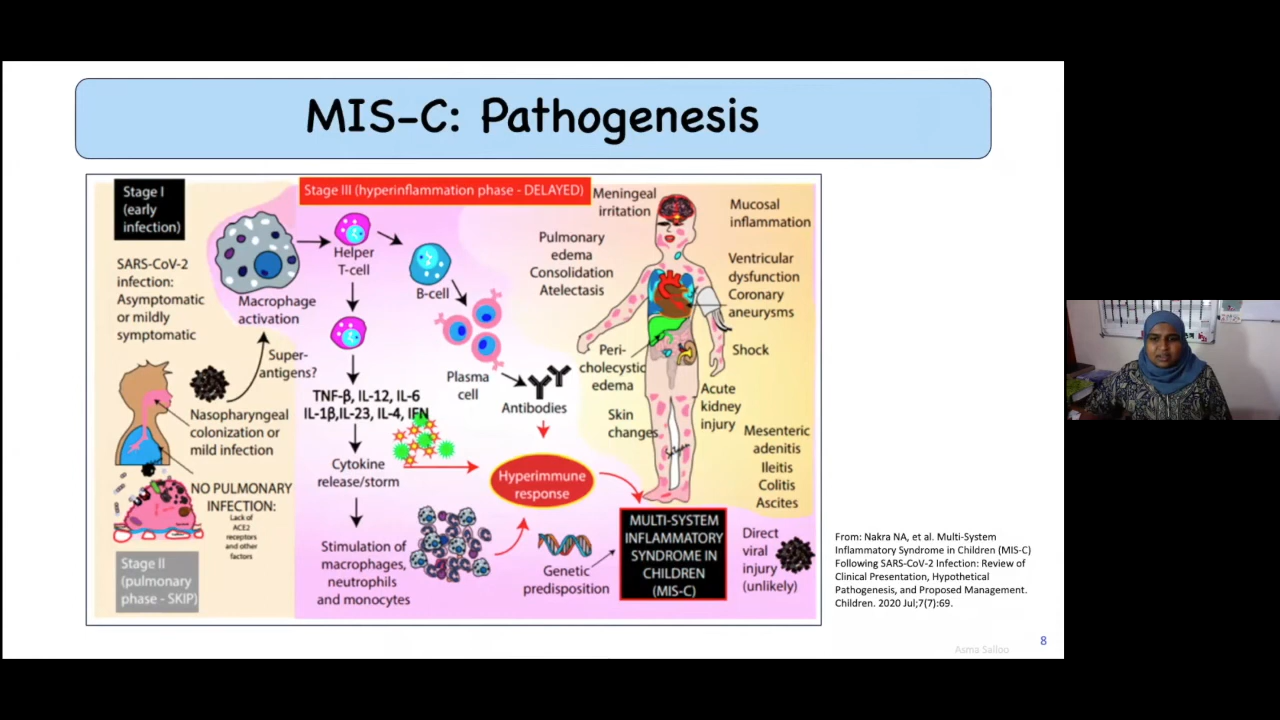 MIS-C: Pathogenesis
Stage I
(early
infection)
SARS-CoV-2
infection:
Asymptomatic
or mildly
symptomatic
Nasopharyngeal
colonization or
mild infection
NO PULMONARY
INFECTION:
Lack of
ACE2
receptors
and other
factors
Stage II
(pulmonary
phase - SKIP)
Stage III (hyperinflammation phase - DELAYED)
Macrophage
activation
Super-
antigens?
Helper
T-cell
B-cell
Plasma
cell
Antibodies
TNF-β, IL-12, IL-6
IL-1β,IL-23, IL-4, IFN
Cytokine
release/storm
Stimulation of
macrophages,
neutrophils
and monocytes
Hyperimmune
response
Genetic
predisposition
MULTI-SYSTEM
INFLAMMATORY
SYNDROME IN
CHILDREN
(MIS-C)
Direct
viral
injury
(unlikely)
Meningeal
irritation
Pulmonary
edema
Consolidation
Atelectasis
Peri-
cholecystic
edema
Skin
changes
Mucosal
inflammation
Ventricular
dysfunction
Coronary
aneurysms
Shock
Acute
kidney
injury
Mesenteric
adenitis
Ileitis
Colitis
Ascites
From: Nakra NA, et al. Multi-System
Inflammatory Syndrome in Children (MIS-C)
Following SARS-CoV-2 Infection: Review of
Clinical Presentation, Hypothetical
Pathogenesis, and Proposed Management.
Children. 2020 Jul;7(7):69.
Asma Salloo
8